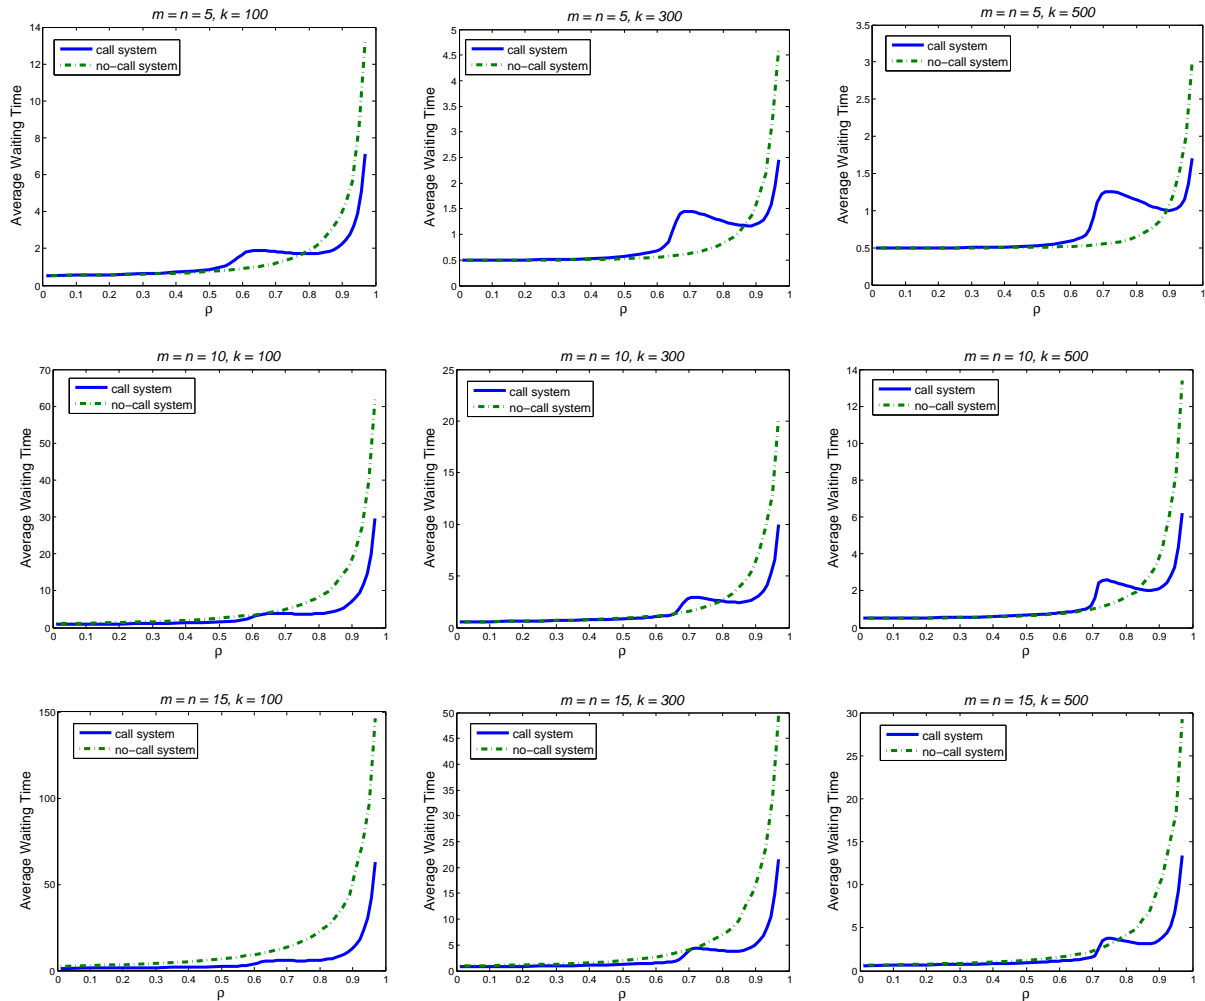 m = n = 5, k = 100
14
12
10
8
6
4
2
0
0 0.1 0.2 0.3 0.4 0.5 0.6 0.7 0.8 0.9 1
Average Waiting Time
ρ
call system
no−call system
m = n = 5, k = 300
5
4.5
4
3.5
3
2.5
2
1.5
1
0.5
0
0 0.1 0.2 0.3 0.4 0.5 0.6 0.7 0.8 0.9 1
Average Waiting Time
ρ
call system
no−call system
m = n = 5, k = 500
3.5
3
2.5
2
1.5
1
0.5
0
0 0.1 0.2 0.3 0.4 0.5 0.6 0.7 0.8 0.9 1
Average Waiting Time
ρ
call system
no−call system
m = n = 10, k = 100
70
60
50
40
30
20
10
0
0 0.1 0.2 0.3 0.4 0.5 0.6 0.7 0.8 0.9 1
Average Waiting Time
ρ
call system
no−call system
m = n = 10, k = 300
25
20
15
10
5
0
0 0.1 0.2 0.3 0.4 0.5 0.6 0.7 0.8 0.9 1
Average Waiting Time
ρ
call system
no−call system
m = n = 10, k = 500
14
12
10
8
6
4
2
0
0 0.1 0.2 0.3 0.4 0.5 0.6 0.7 0.8 0.9 1
Average Waiting Time
ρ
call system
no−call system
m = n = 15, k = 100
150
100
50
0
0 0.1 0.2 0.3 0.4 0.5 0.6 0.7 0.8 0.9 1
Average Waiting Time
ρ
call system
no−call system
m = n = 15, k = 300
50
45
40
35
30
25
20
15
10
5
0
0 0.1 0.2 0.3 0.4 0.5 0.6 0.7 0.8 0.9 1
Average Waiting Time
ρ
call system
no−call system
m = n = 15, k = 500
30
25
20
15
10
5
0
0 0.1 0.2 0.3 0.4 0.5 0.6 0.7 0.8 0.9 1
Average Waiting Time
ρ
call system
no−call system